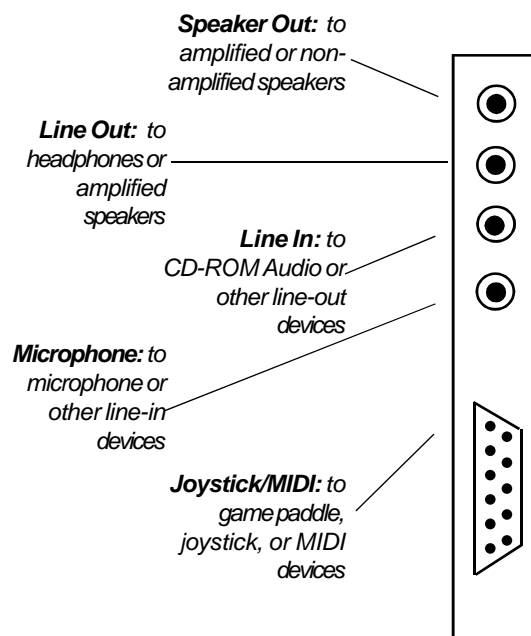 Speaker Out: to
amplified or non-
amplified speakers
Line Out: to
headphones or
amplified
speakers
Line In: to
CD-ROM Audio or
other line-out
devices
Microphone: to
microphone or
other line-in
devices
Joystick/MIDI: to
game paddle,
joystick, or MIDI
devices